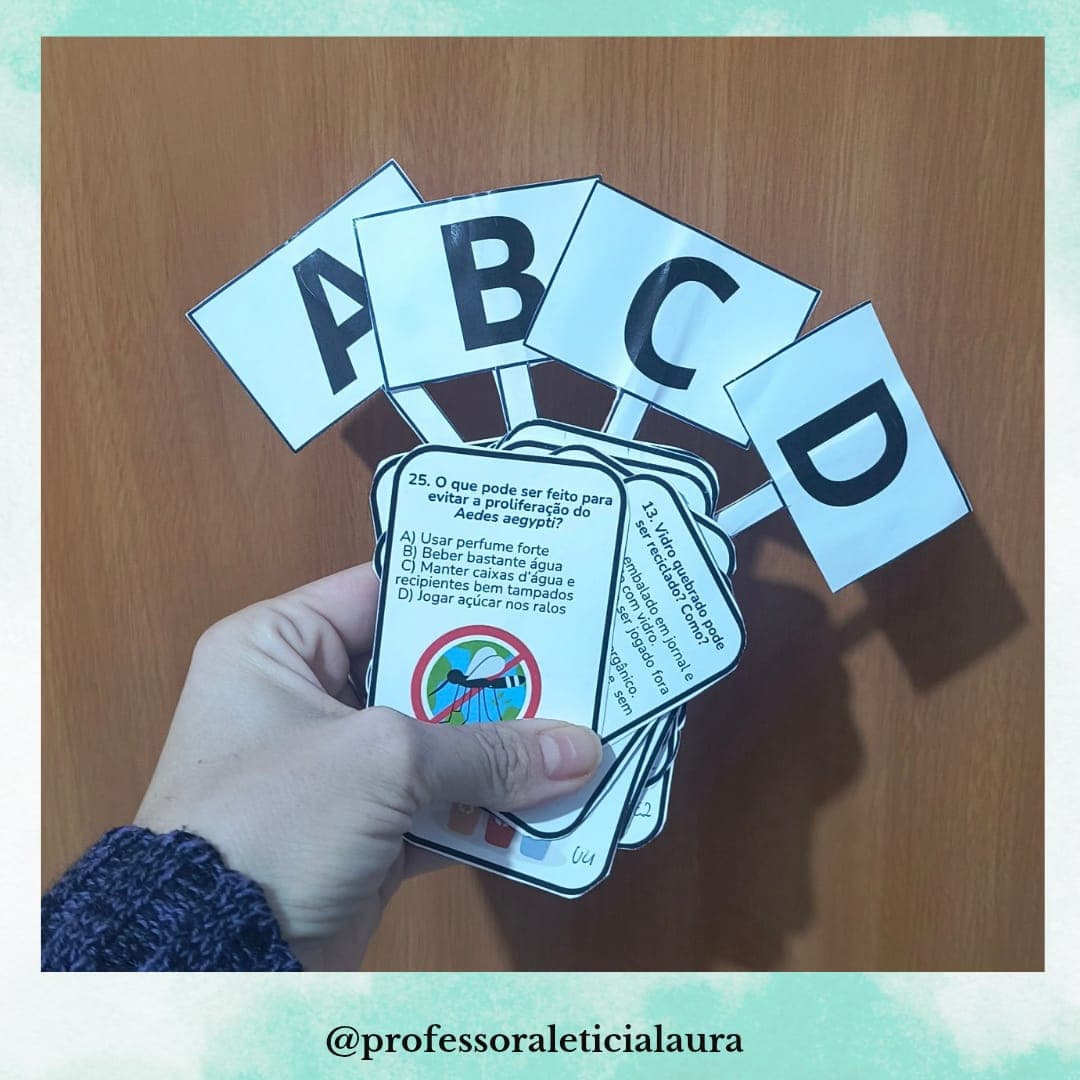 A
B
C
D
25. O que pode ser feito para
evitar a proliferação do
Aedes aegypti?
A) Usar perfume forte
B) Beber bastante água
C) Manter caixas d'água e
recipientes bem tampados
D) Jogar açúcar nos ralos
13. Vidro quebrado pode
ser reciclado? Como?
embalado em jornal e
com vidro.
ser jogado fora
sem
@professoraleticialaura